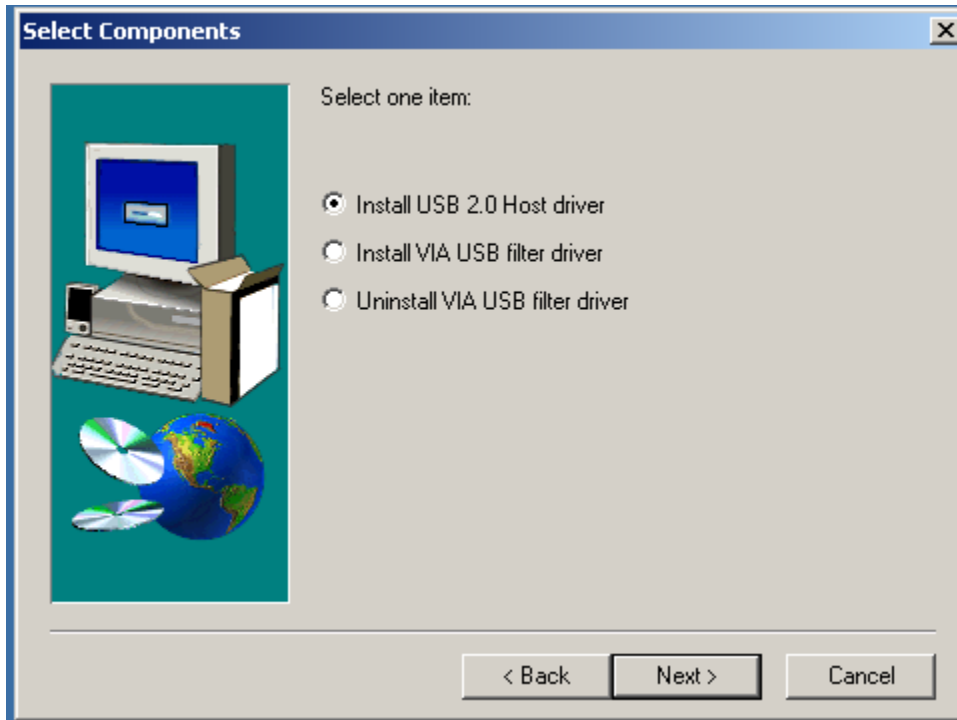 Select Components
Select one item:
Install USB 2.0 Host driver
Install VIA USB filter driver
Uninstall VIA USB filter driver
< Back
Next >
Cancel